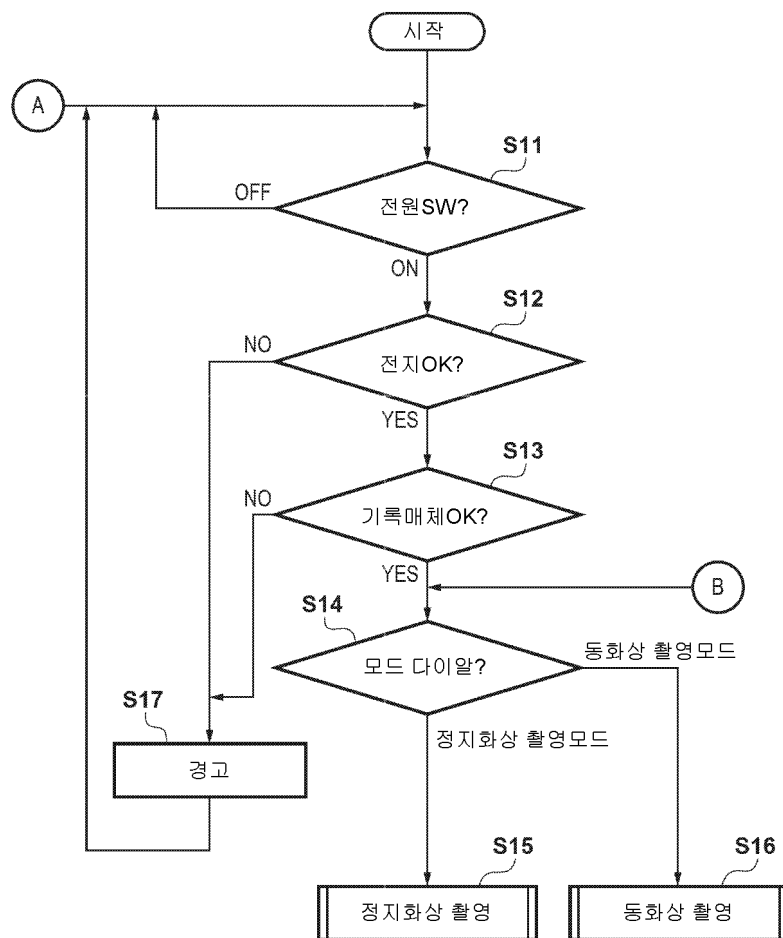 시작
A
S11
OFF
전원SW?
ON
S12
NO
전지OK?
YES
S13
NO
기록매체OK?
YES
B
S14
모드 다이알?
동화상 촬영모드
S17
정지화상 촬영모드
경고
S15
S16
정지화상 촬영
동화상 촬영